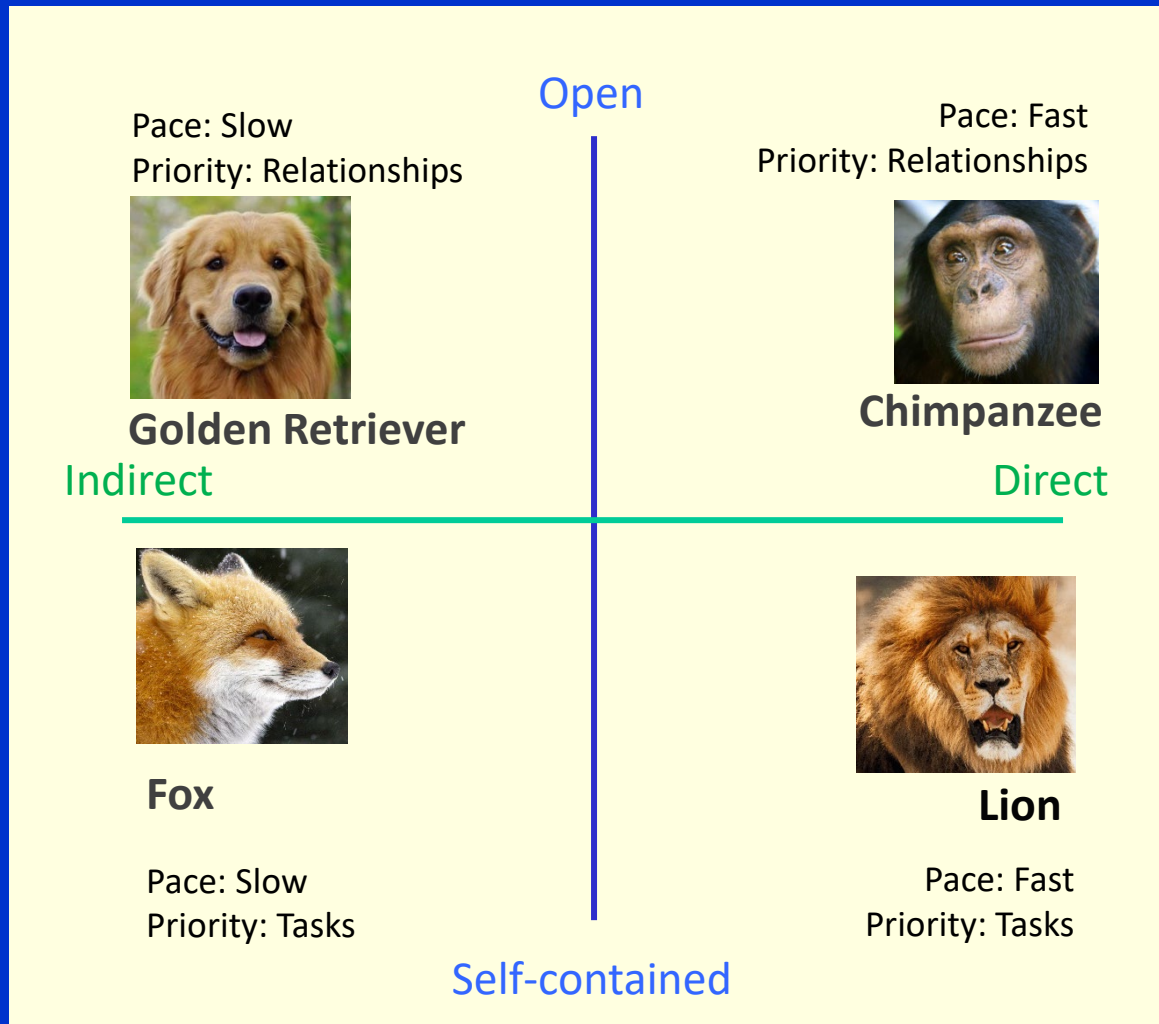 Open
Pace: Slow
Priority: Relationships
Pace: Fast
Priority: Relationships
Golden Retriever
Chimpanzee
Indirect
Direct
Fox
Lion
Pace: Slow
Priority: Tasks
Pace: Fast
Priority: Tasks
Self-contained